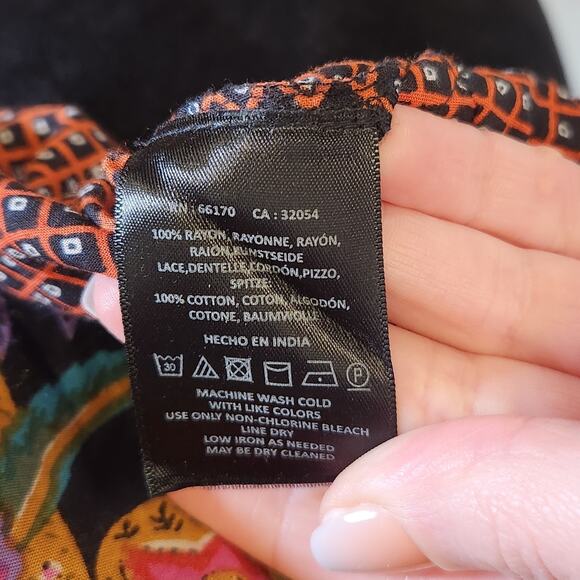 RN : 66170 CA : 32054
100% RAYON, RAYONNE, RAYÓN,
RAION,KUNSTSEIDE
LACE,DENTELLE,CORDÓN,PIZZO,
SPITZE
100% COTTON, COTON, ALGODÓN,
COTONE, BAUMWOLLE
HECHO EN INDIA
30 P
MACHINE WASH COLD
WITH LIKE COLORS
USE ONLY NON-CHLORINE BLEACH
LINE DRY
LOW IRON AS NEEDED
MAY BE DRY CLEANED